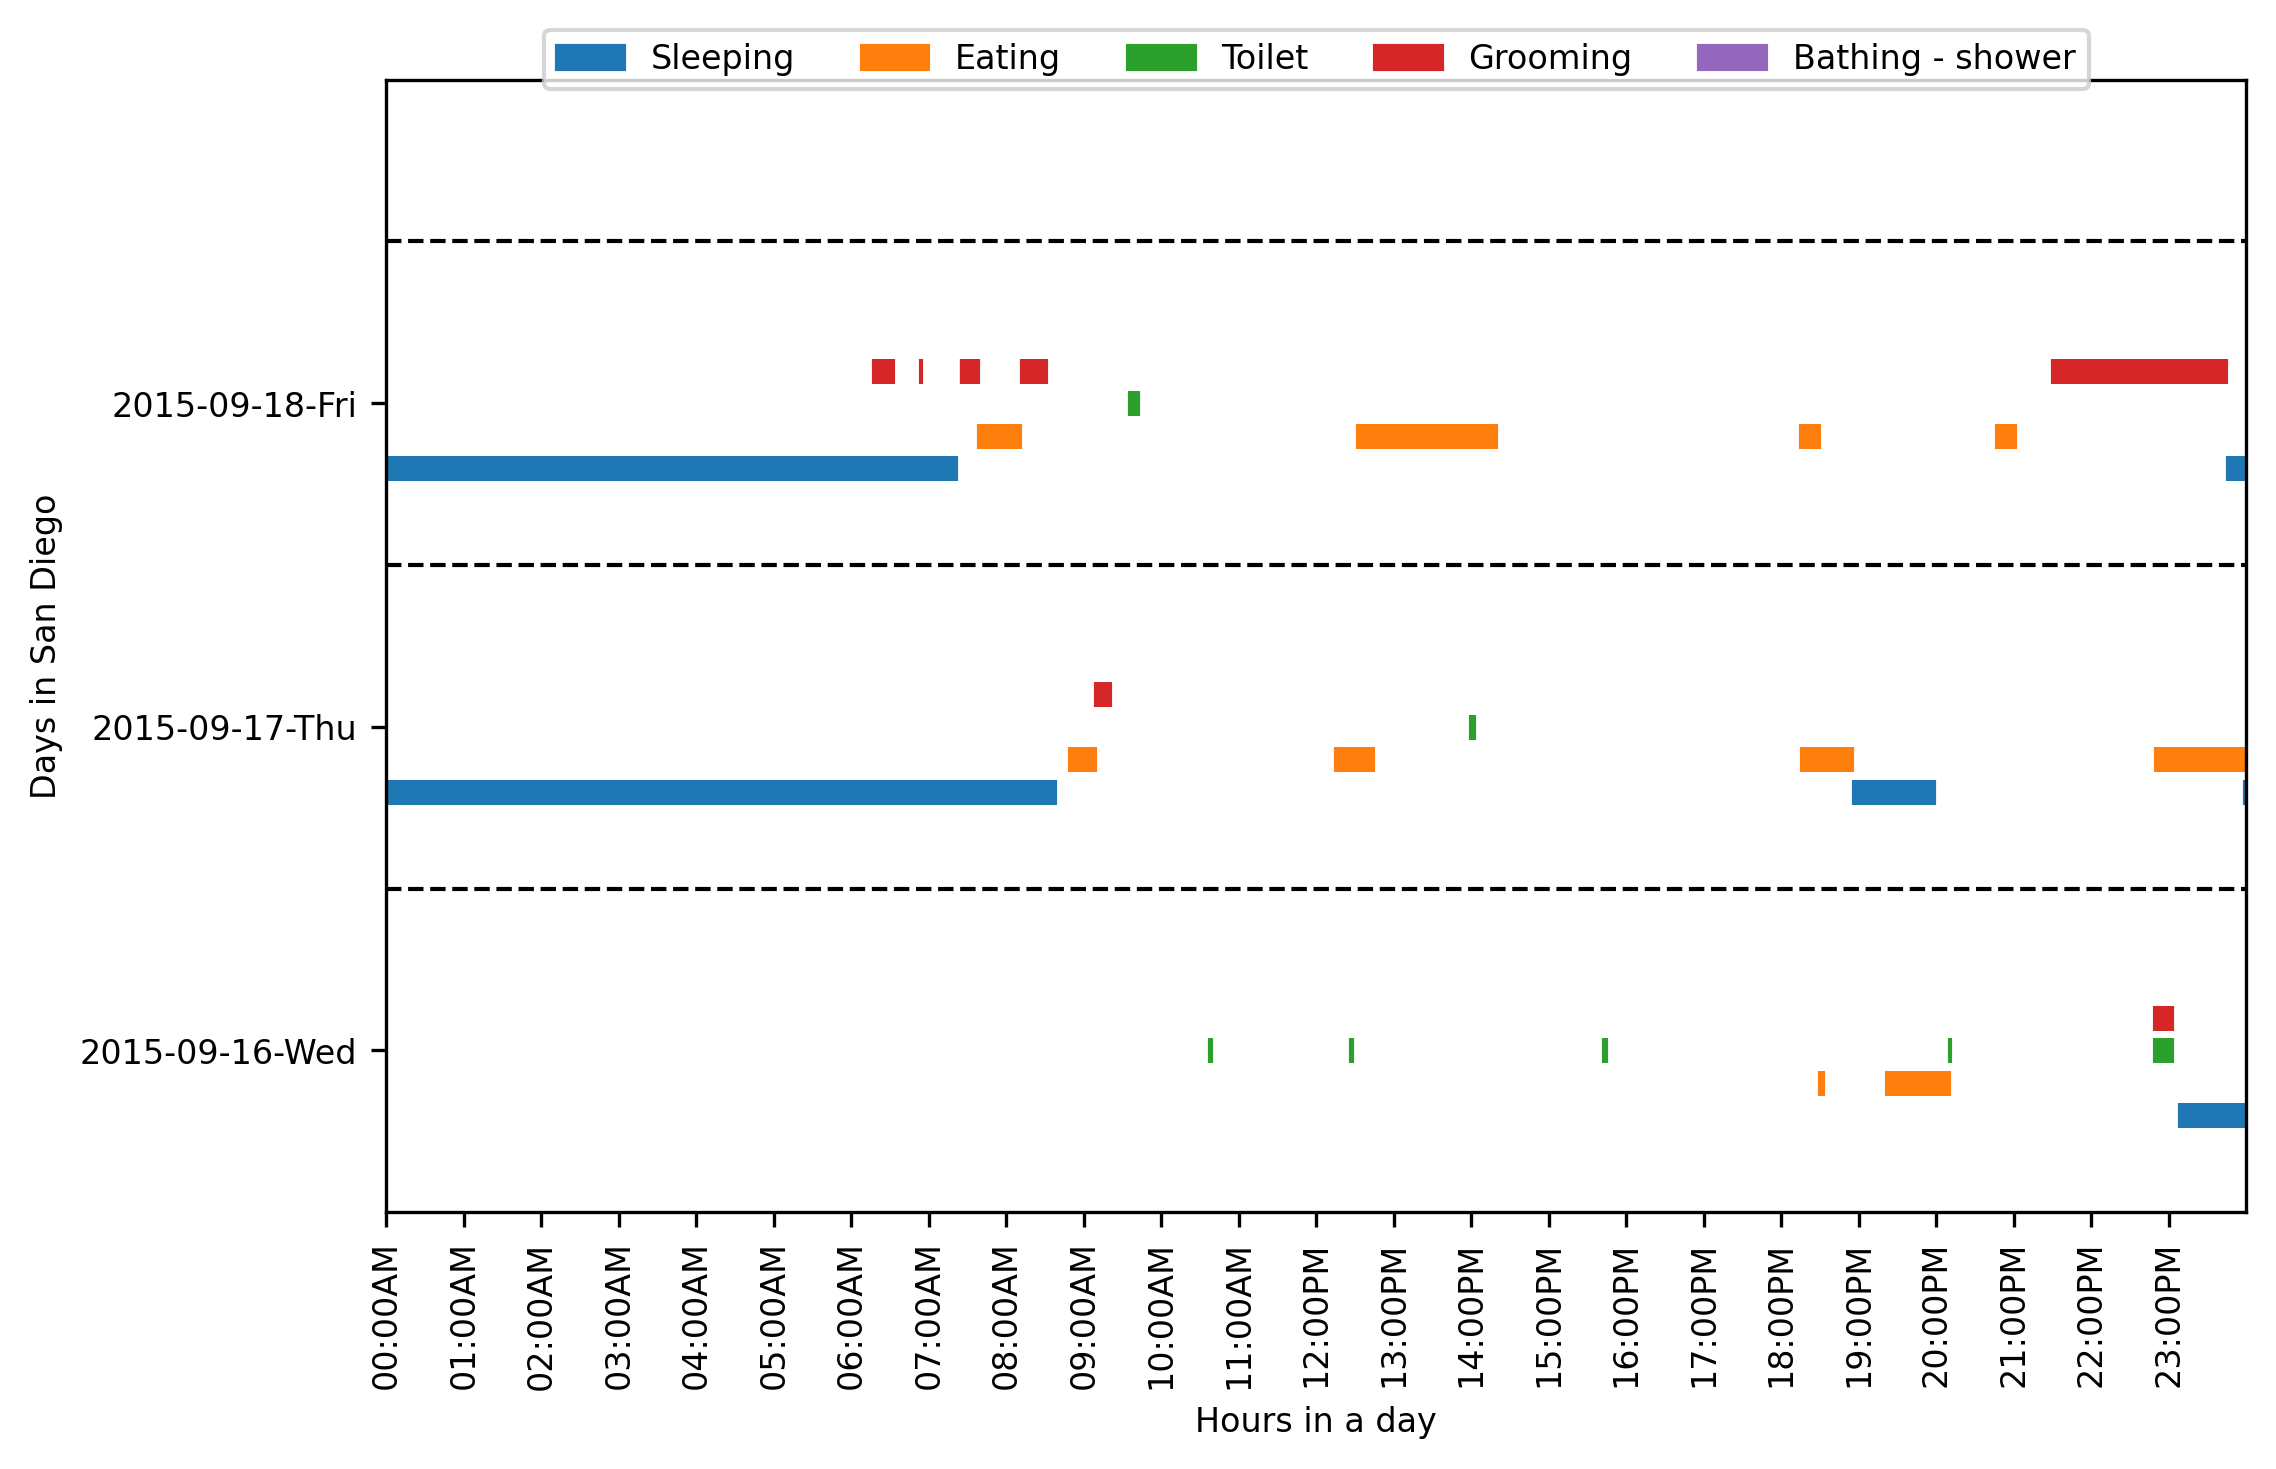 Sleeping Eating Toilet Grooming Bathing - shower
2015-09-18-Fri
2015-09-17-Thu
2015-09-16-Wed
Days in San Diego
00:00AM
01:00AM
02:00AM
03:00AM
04:00AM
05:00AM
06:00AM
07:00AM
08:00AM
09:00AM
10:00AM
11:00AM
12:00PM
13:00PM
14:00PM
15:00PM
16:00PM
17:00PM
18:00PM
19:00PM
20:00PM
21:00PM
22:00PM
23:00PM
Hours in a day